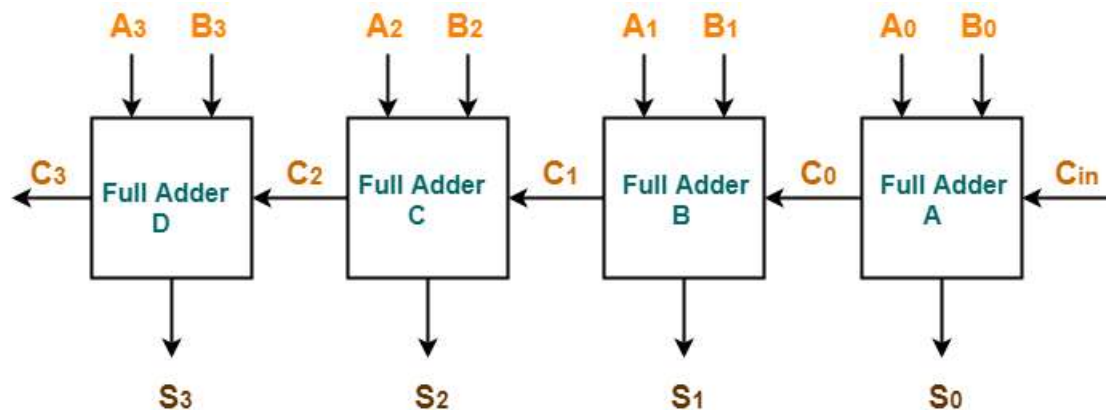 A3 B3 A2 B2 A1 B1 A0 B0
C3 Full Adder D C2 Full Adder C C1 Full Adder B C0 Full Adder A Cin
S3 S2 S1 S0